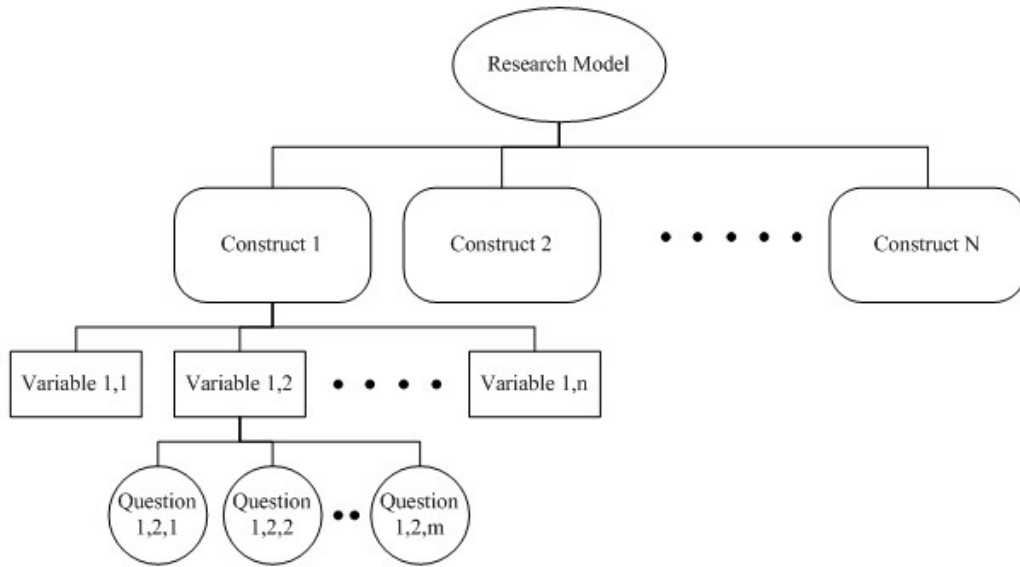 Research Model
Construct 1
Construct 2
Construct N
Variable 1,1
Variable 1,2
Variable 1,n
Question
1,2,1
Question
1,2,2
Question
1,2,m